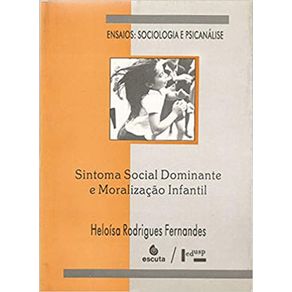 ENSAIOS: SOCIOLOGIA E PSICANÁLISE
Sintoma Social Dominante
e Moralização Infantil
Heloísa Rodrigues Fernandes
escuta / edusp